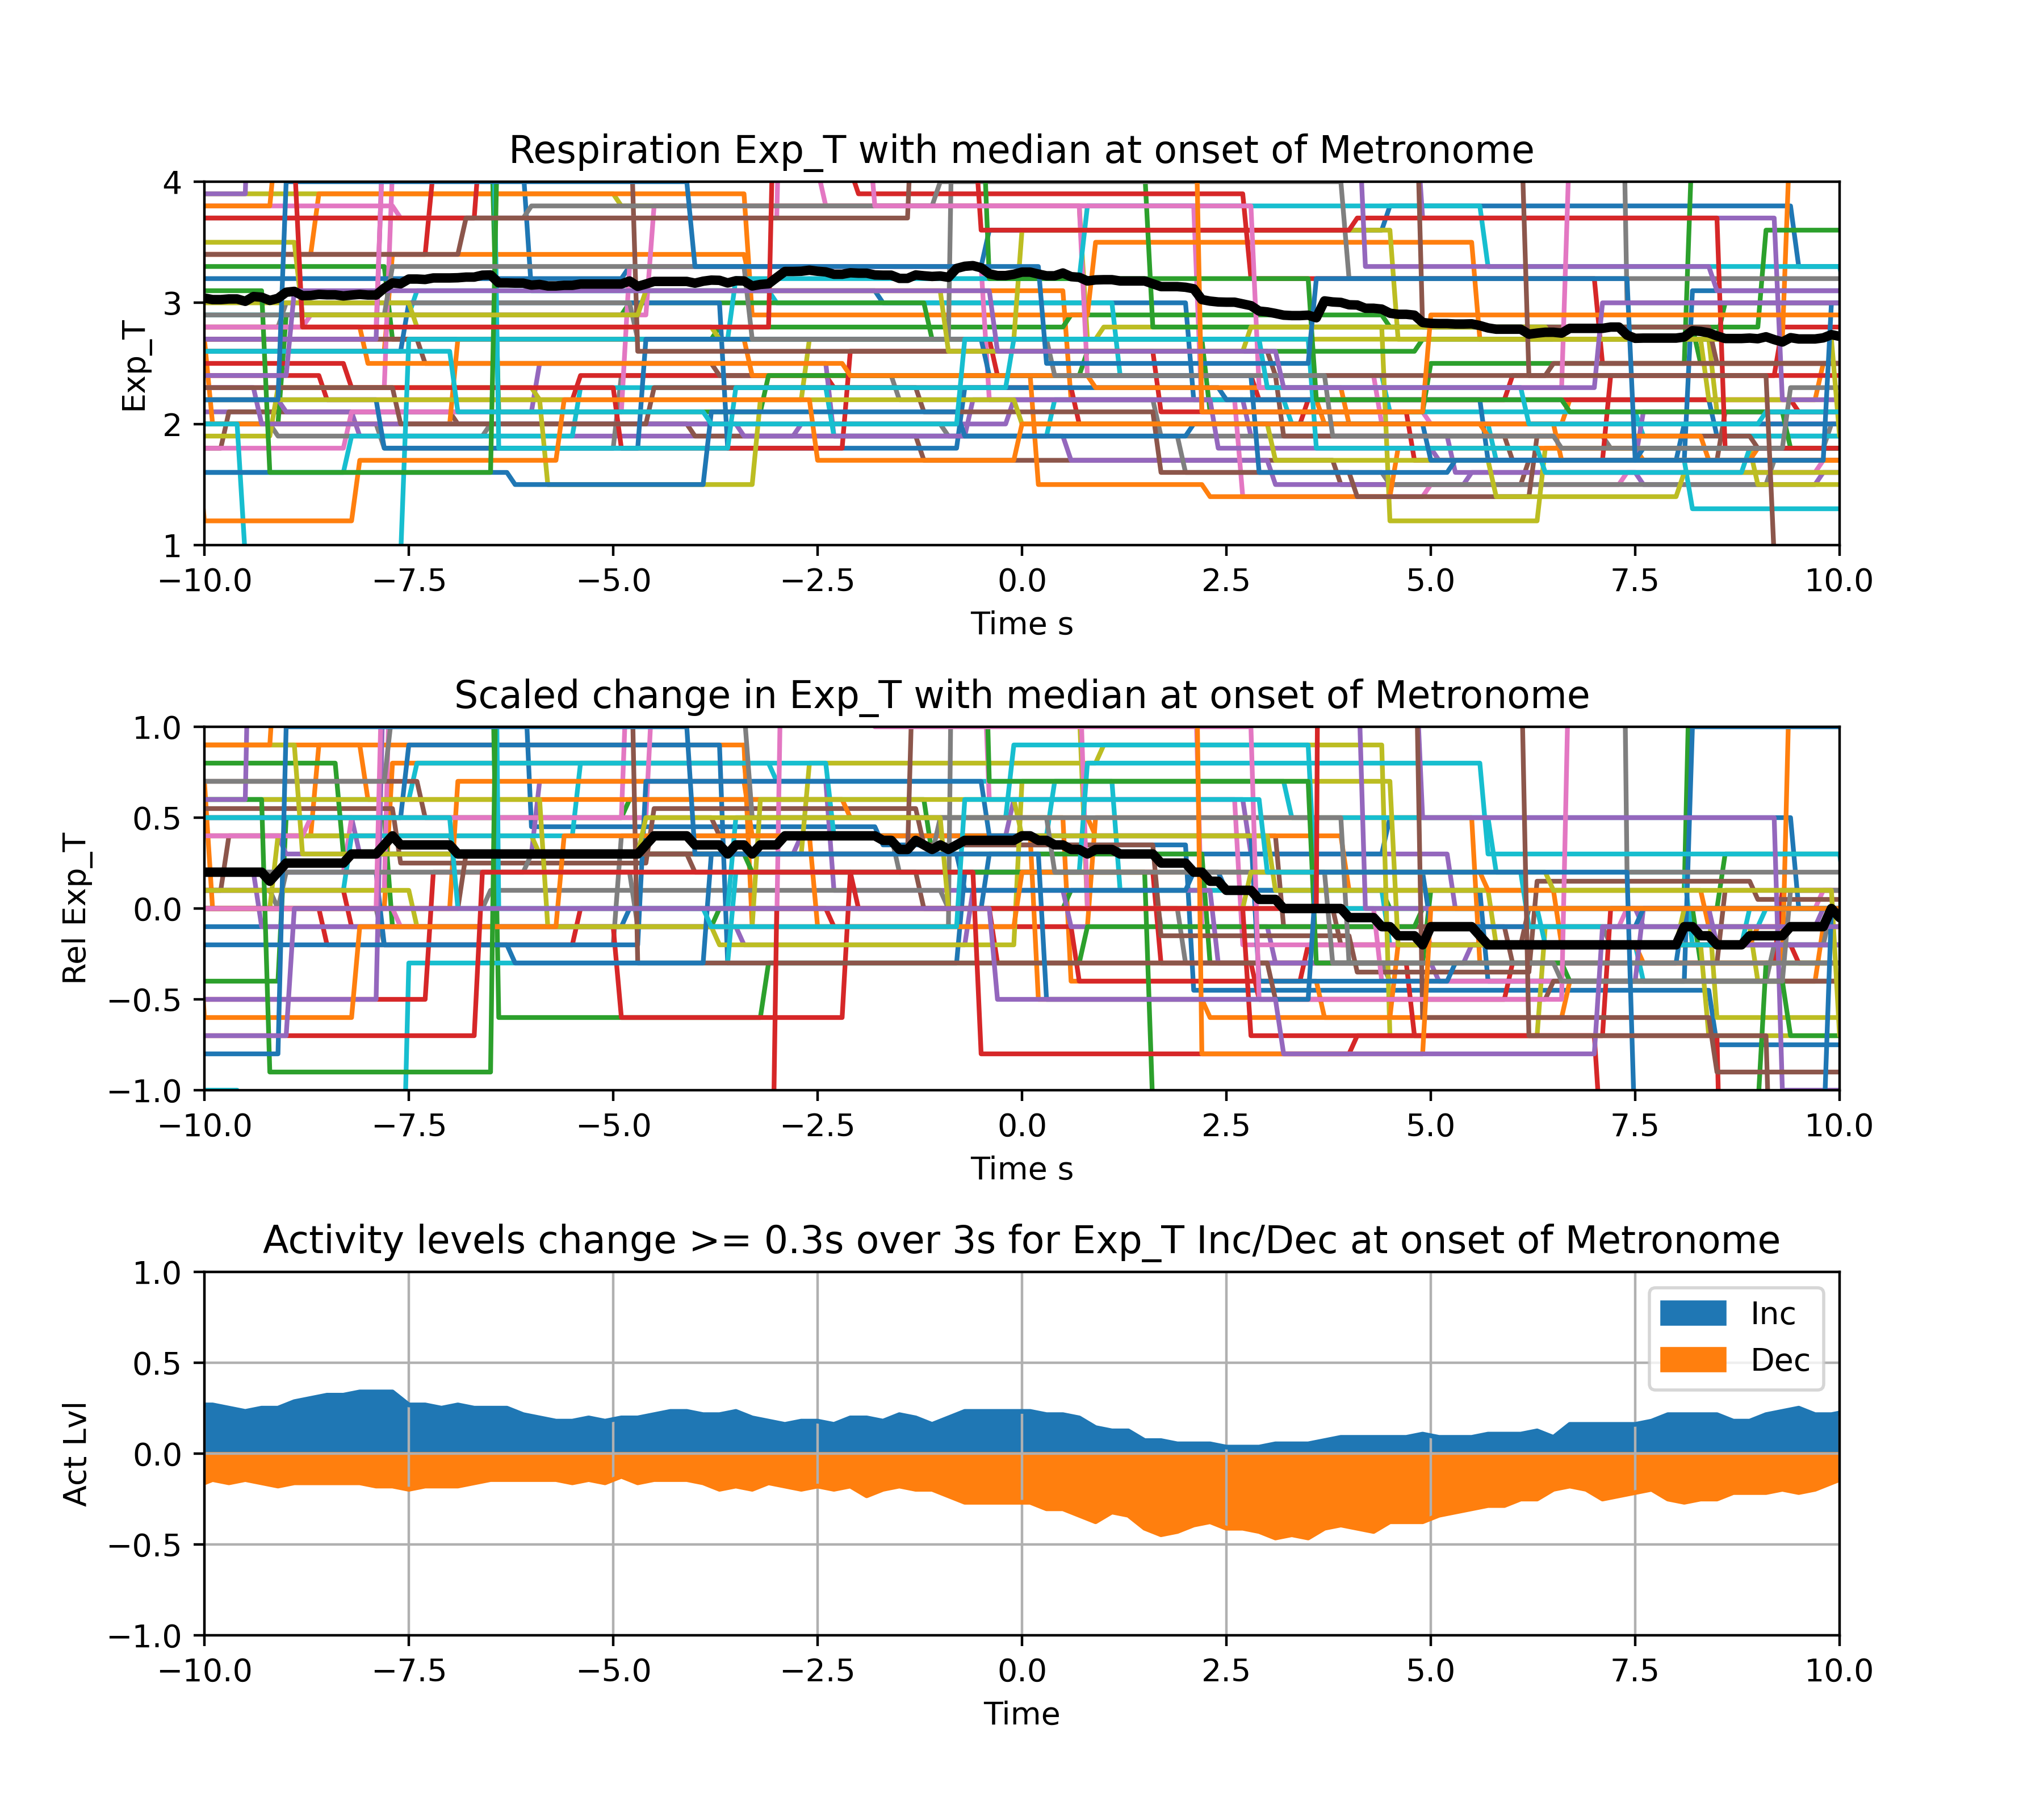 Respiration Exp_T with median at onset of Metronome
4
3
2
1
Exp_T
−10.0 −7.5 −5.0 −2.5 0.0 2.5 5.0 7.5 10.0
Time s
Scaled change in Exp_T with median at onset of Metronome
1.0
0.5
0.0
−0.5
−1.0
Rel Exp_T
−10.0 −7.5 −5.0 −2.5 0.0 2.5 5.0 7.5 10.0
Time s
Activity levels change >= 0.3s over 3s for Exp_T Inc/Dec at onset of Metronome
1.0
0.5
0.0
−0.5
−1.0
Act Lvl
Inc
Dec
−10.0 −7.5 −5.0 −2.5 0.0 2.5 5.0 7.5 10.0
Time